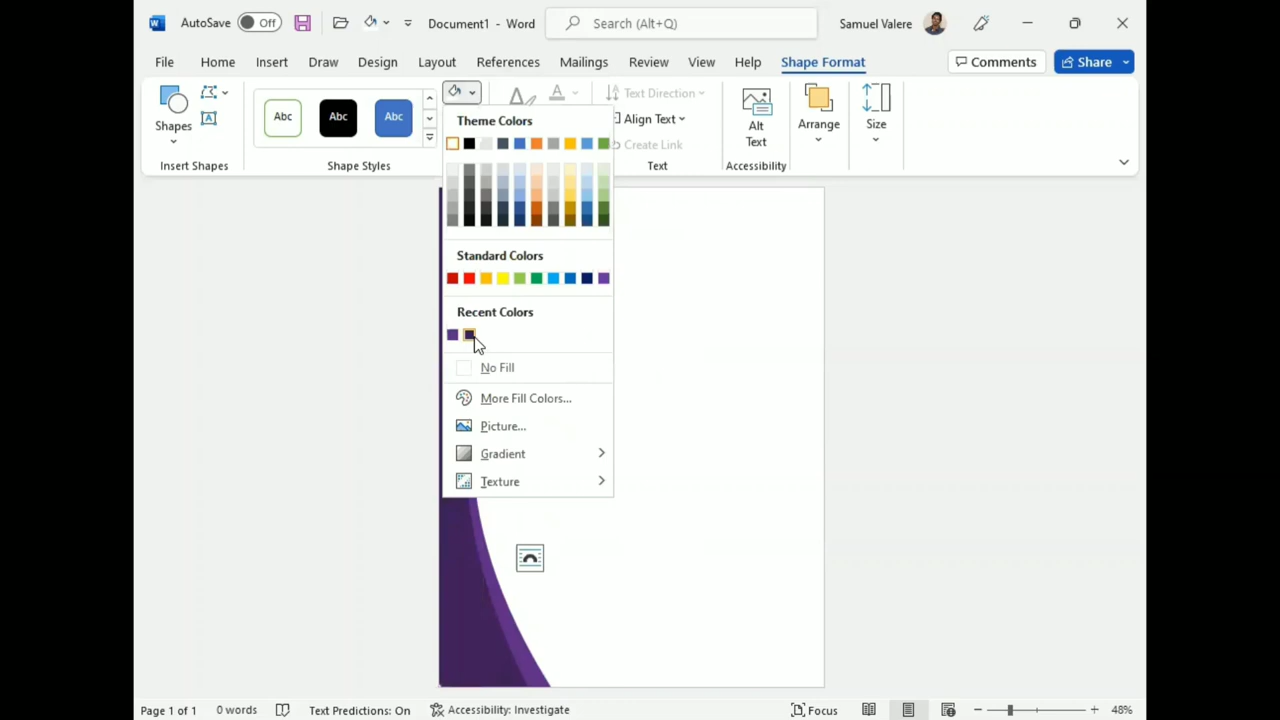 AutoSave Off Document1 - Word Search (Alt+Q) Samuel Valere
File Home Insert Draw Design Layout References Mailings Review View Help Shape Format Comments Share
Shapes
Abc Abc Abc
Text Direction
Align Text
Create Link
Alt
Text
Arrange
Size
Insert Shapes Shape Styles Text Accessibility
Theme Colors
Standard Colors
Recent Colors
No Fill
More Fill Colors...
Picture...
Gradient
Texture
Page 1 of 1 0 words Text Predictions: On Accessibility: Investigate Focus 48%